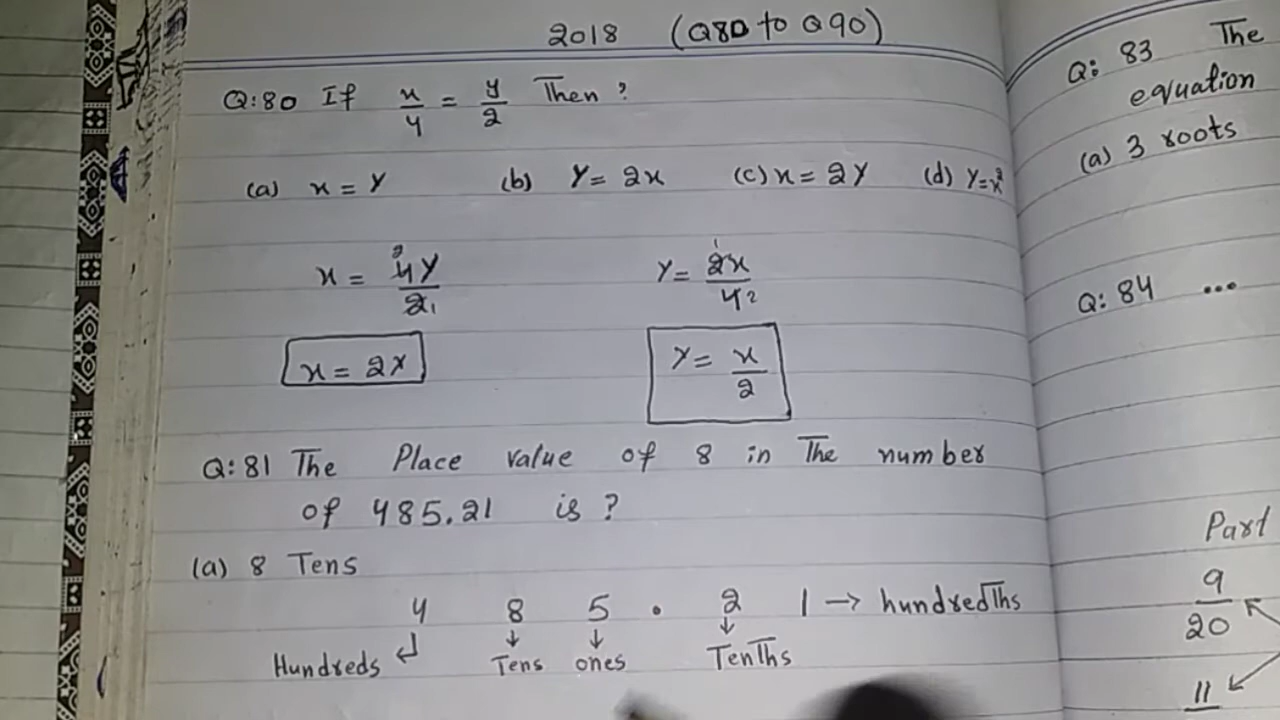 2018 (Q80 to Q90)
Q:80 If x/4 = y/2 Then ?
(a) x = y (b) y = 2x (c) x = 2y (d) y=x²
x = 4y/2 y = 2x/4
x = 2y y = x/2
Q:81 The Place value of 8 in The number
of 485.21 is ?
(a) 8 Tens
4 8 5 . 2 1 → hundredths
Hundreds Tens ones Tenths
Q: 83 The
equation
(a) 3 roots
Q: 84 ...
Part
9/20
11